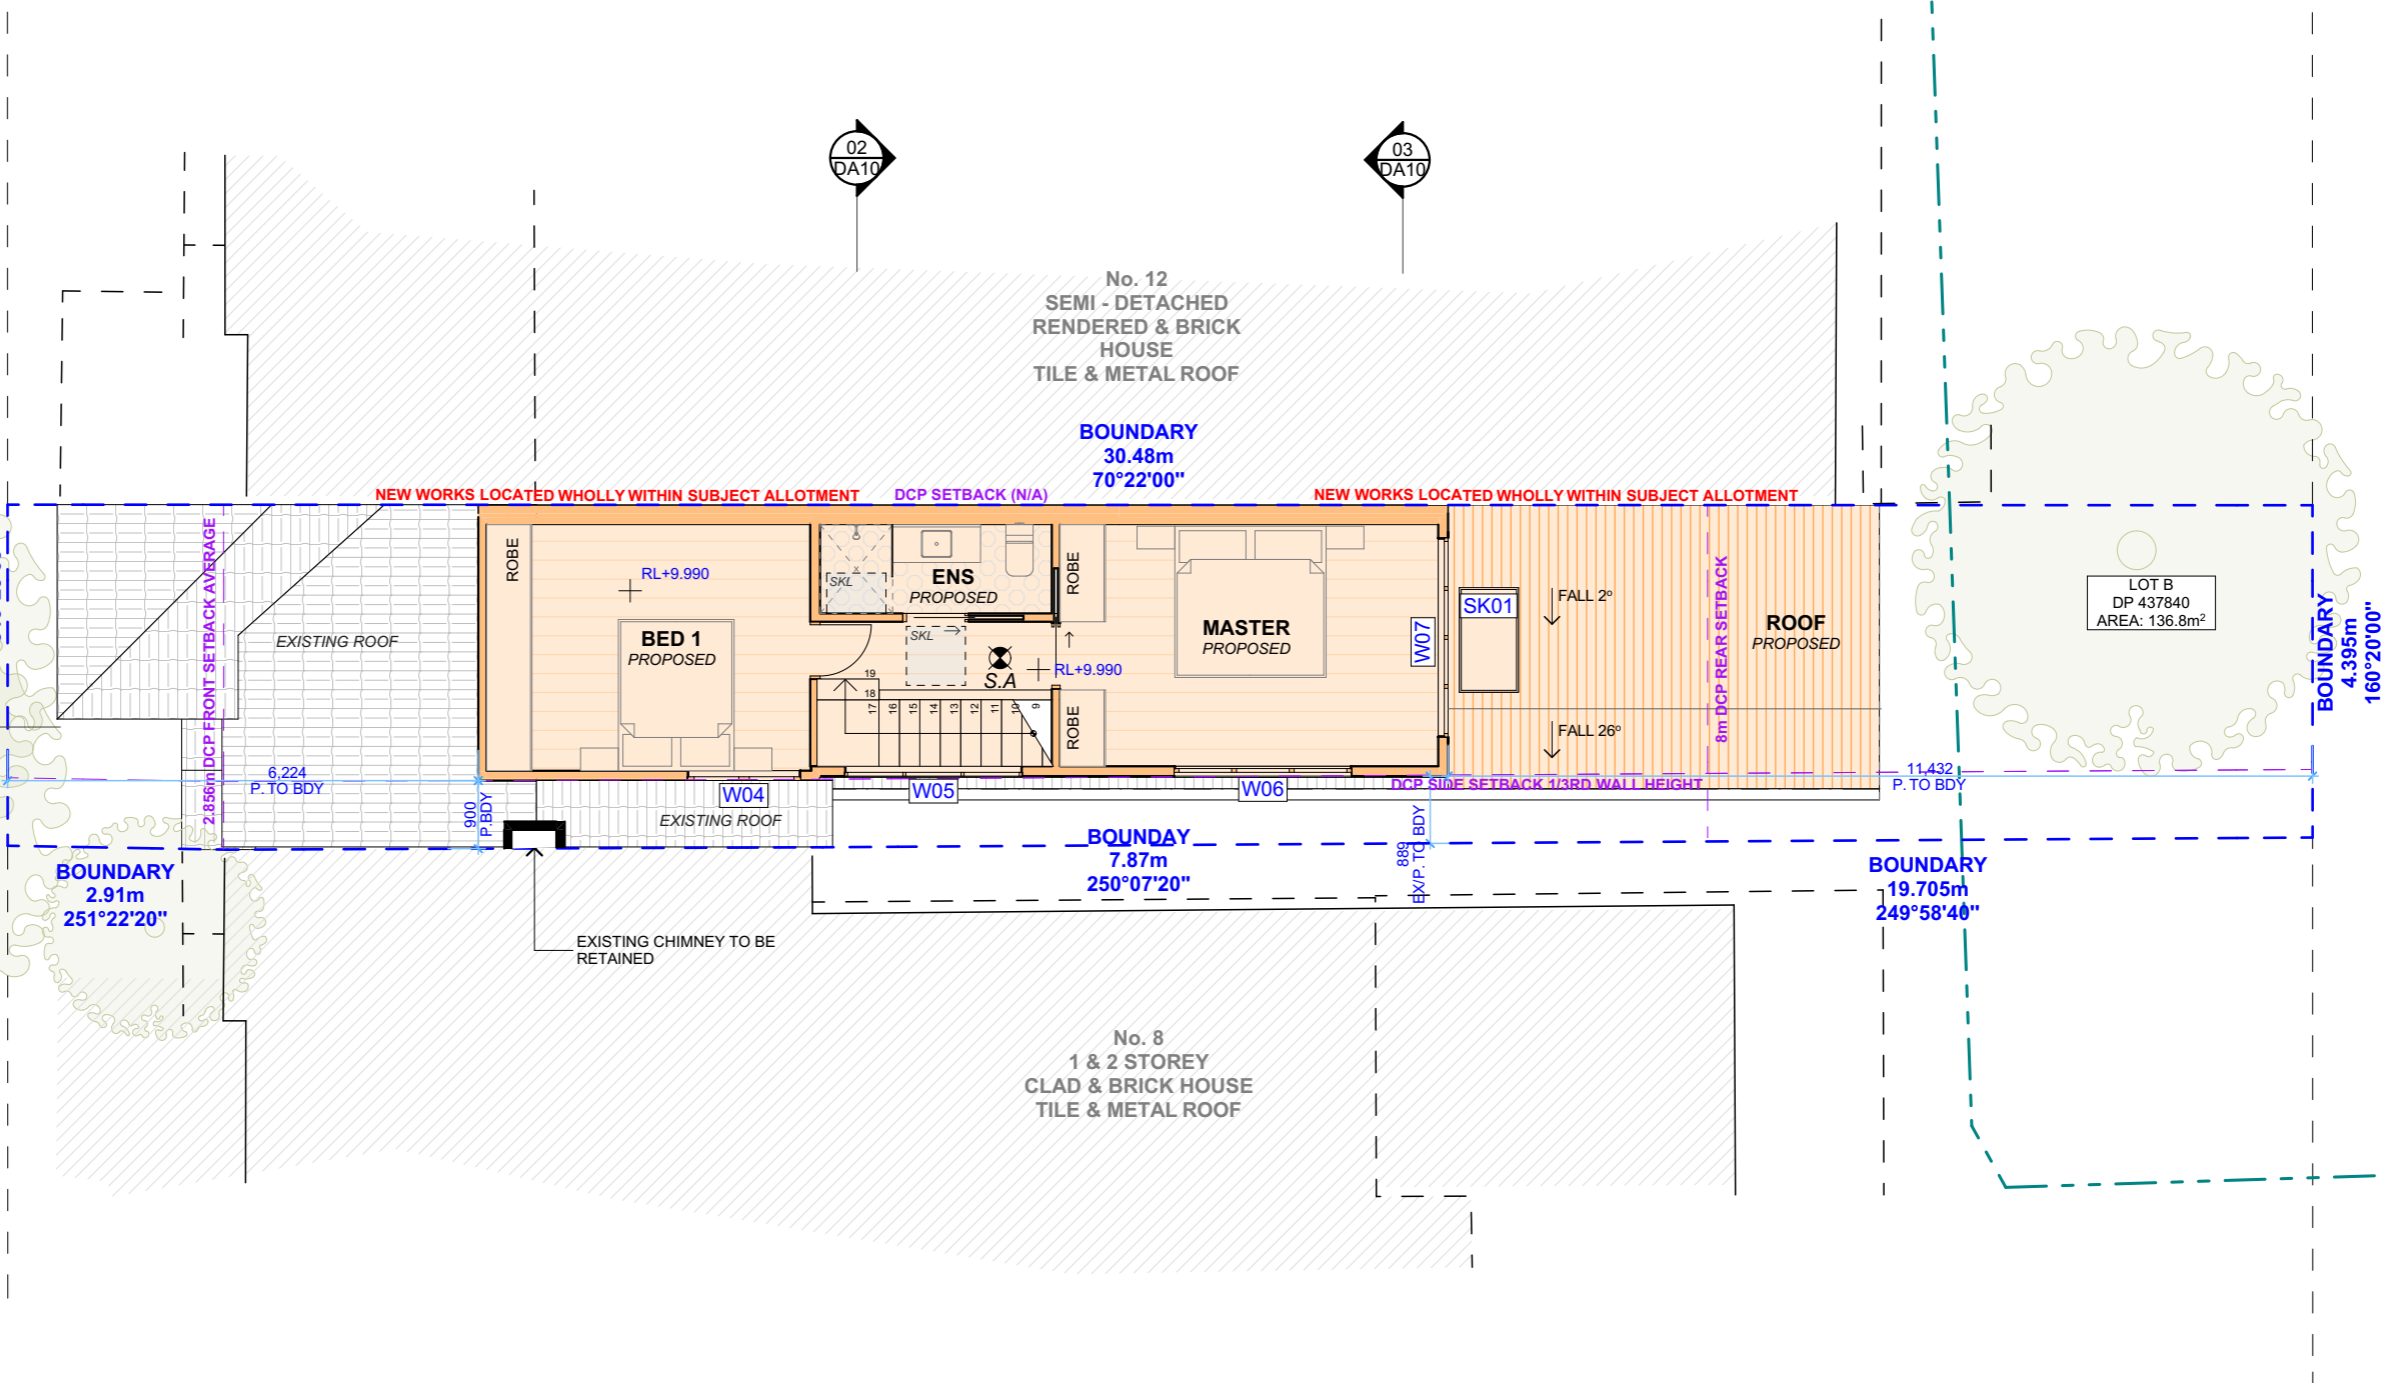 02
DA10
03
DA10
No. 12
SEMI - DETACHED
RENDERED & BRICK
HOUSE
TILE & METAL ROOF
BOUNDARY
30.48m
70°22'00"
NEW WORKS LOCATED WHOLLY WITHIN SUBJECT ALLOTMENT
DCP SETBACK (N/A)
NEW WORKS LOCATED WHOLLY WITHIN SUBJECT ALLOTMENT
2.856m DCP FRONT SETBACK AVERAGE
EXISTING ROOF
ROBE
RL+9.990
BED 1
PROPOSED
SKL
ENS
PROPOSED
SKL
S.A
RL+9.990
19
18
17
16
15
14
13
12
11
10
9
ROBE
ROBE
MASTER
PROPOSED
W07
SK01
FALL 2°
FALL 26°
8m DCP REAR SETBACK
ROOF
PROPOSED
LOT B
DP 437840
AREA: 136.8m²
BOUNDARY
4.395m
160°20'00"
6,224
P. TO BDY
900
P.BDY
W04
W05
W06
EXISTING ROOF
DCP SIDE SETBACK 1/3RD WALL HEIGHT
11,432
P. TO BDY
889
EX/P. TO BDY
BOUNDARY
2.91m
251°22'20"
BOUNDAY
7.87m
250°07'20"
BOUNDARY
19.705m
249°58'40"
EXISTING CHIMNEY TO BE
RETAINED
No. 8
1 & 2 STOREY
CLAD & BRICK HOUSE
TILE & METAL ROOF